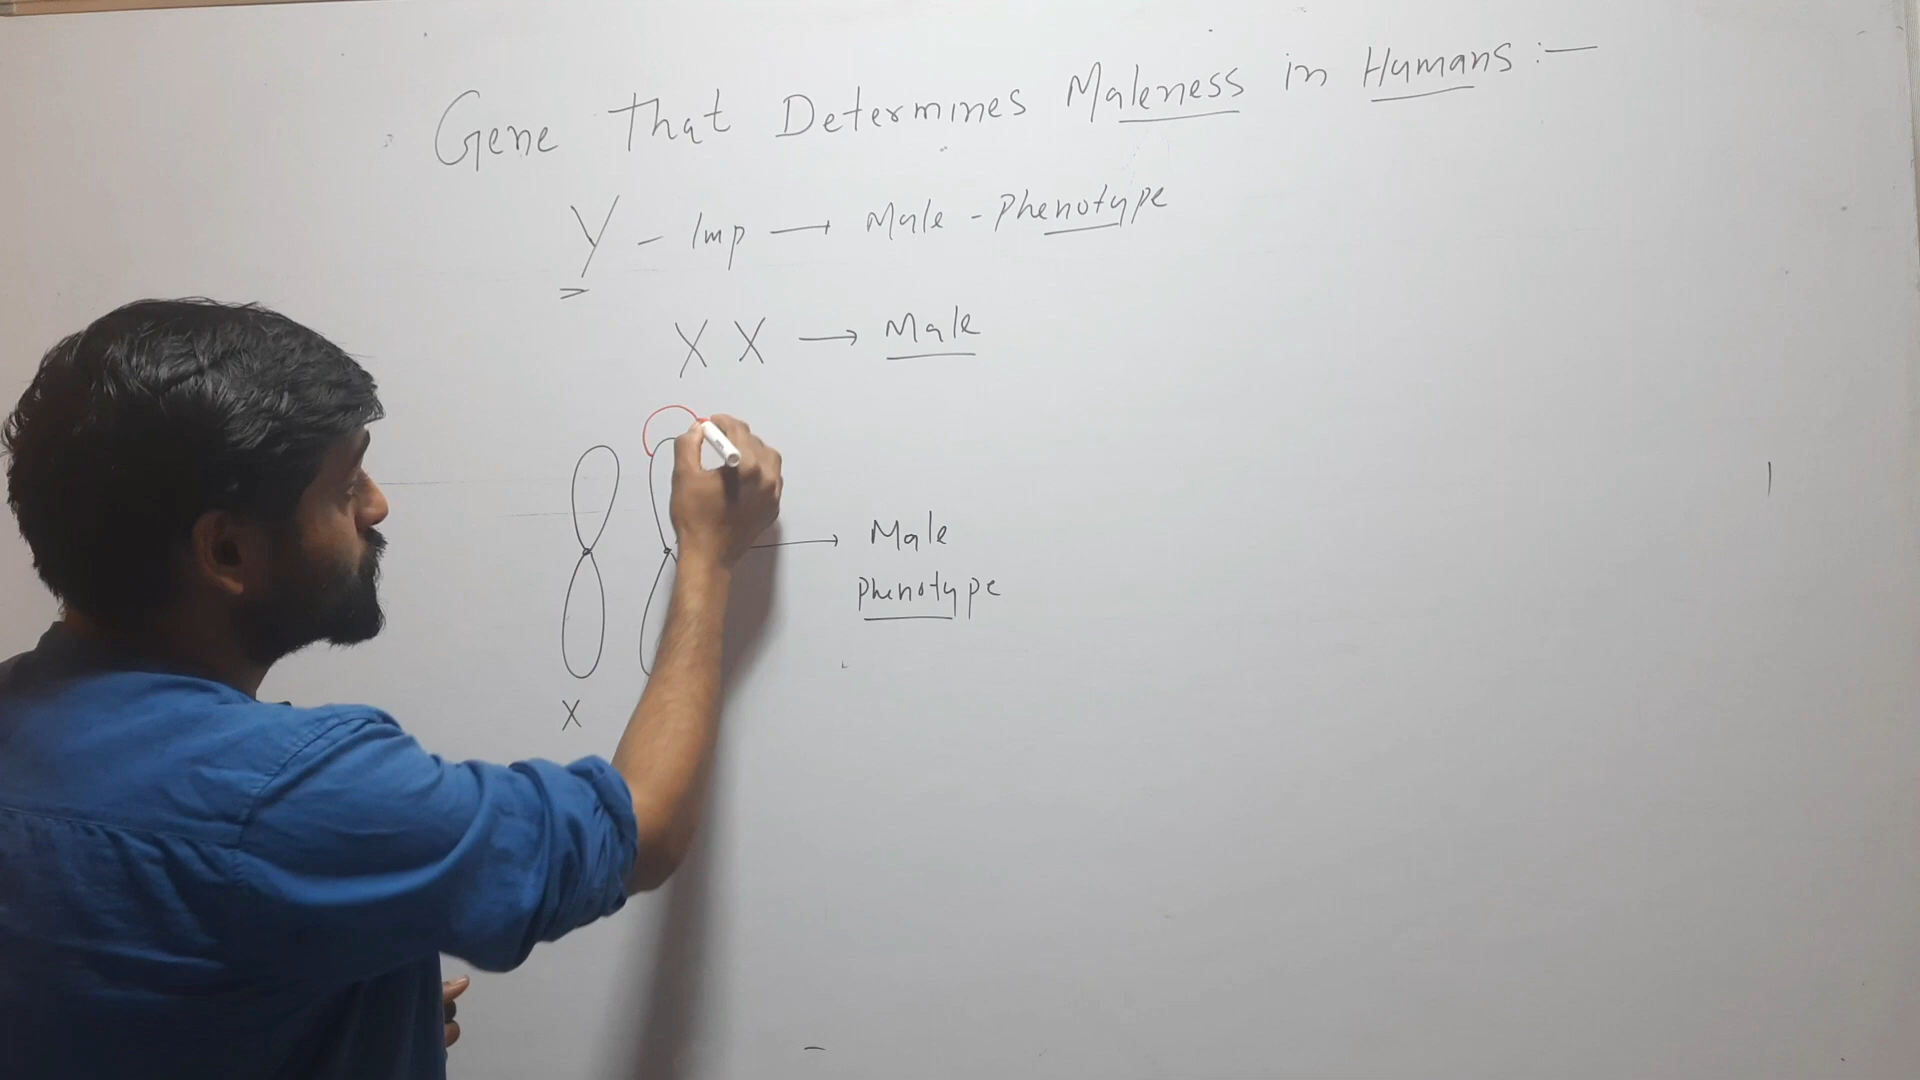 Gene That Determines Maleness in Humans :-
Y - Imp → Male - Phenotype
X X → Male
→ Male
Phenotype
X